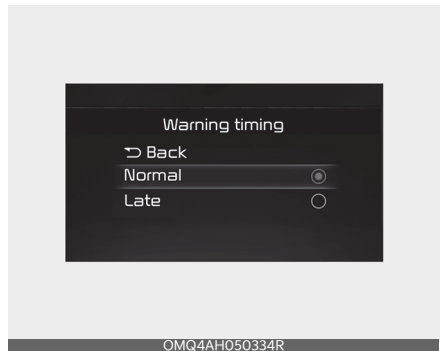 Warning timing
Back
Normal
Late
OMQ4AH050334R